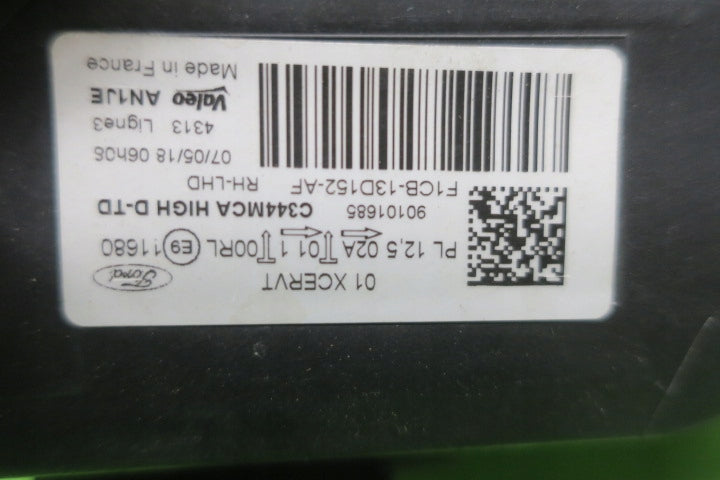 01 XCERVT
Ford
PL 12,5 02A 01 1 00RL E9 11680
90101685 C344MCA HIGH D-TD
F1CB-13D152-AF RH-LHD
07/05/18 06h08
4313 Ligne3
Valeo AN1JE
Made in France